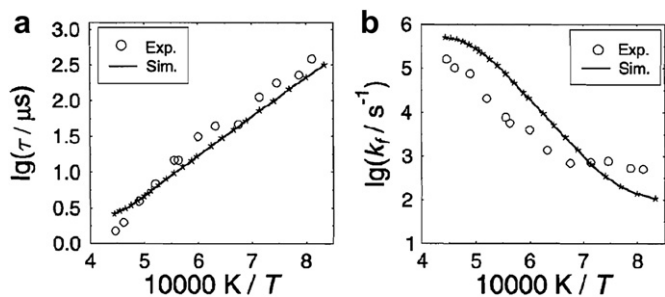 a
b
lg(τ / μs)
3.0
2.5
2.0
1.5
1.0
0.5
0.0
Exp.
Sim.
4 5 6 7 8
10000 K / T
lg(k_f / s⁻¹)
6
5
4
3
2
1
Exp.
Sim.
4 5 6 7 8
10000 K / T